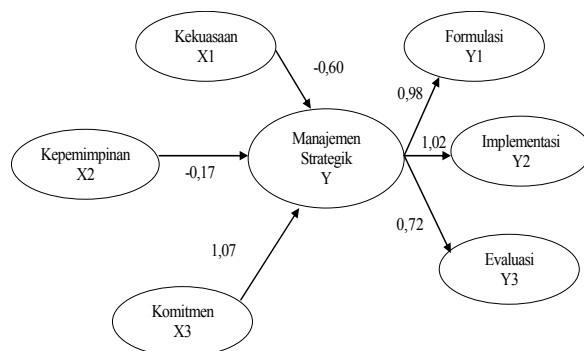 Kekuasaan
X1
-0,60
Formulasi
Y1
0,98
Manajemen
Strategik
Y
1,02
Implementasi
Y2
Kepemimpinan
X2
-0,17
0,72
1,07
Evaluasi
Y3
Komitmen
X3